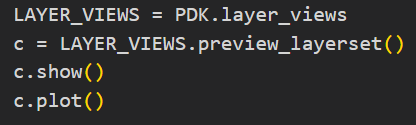 LAYER_VIEWS = PDK.layer_views
c = LAYER_VIEWS.preview_layerset()
c.show()
c.plot()